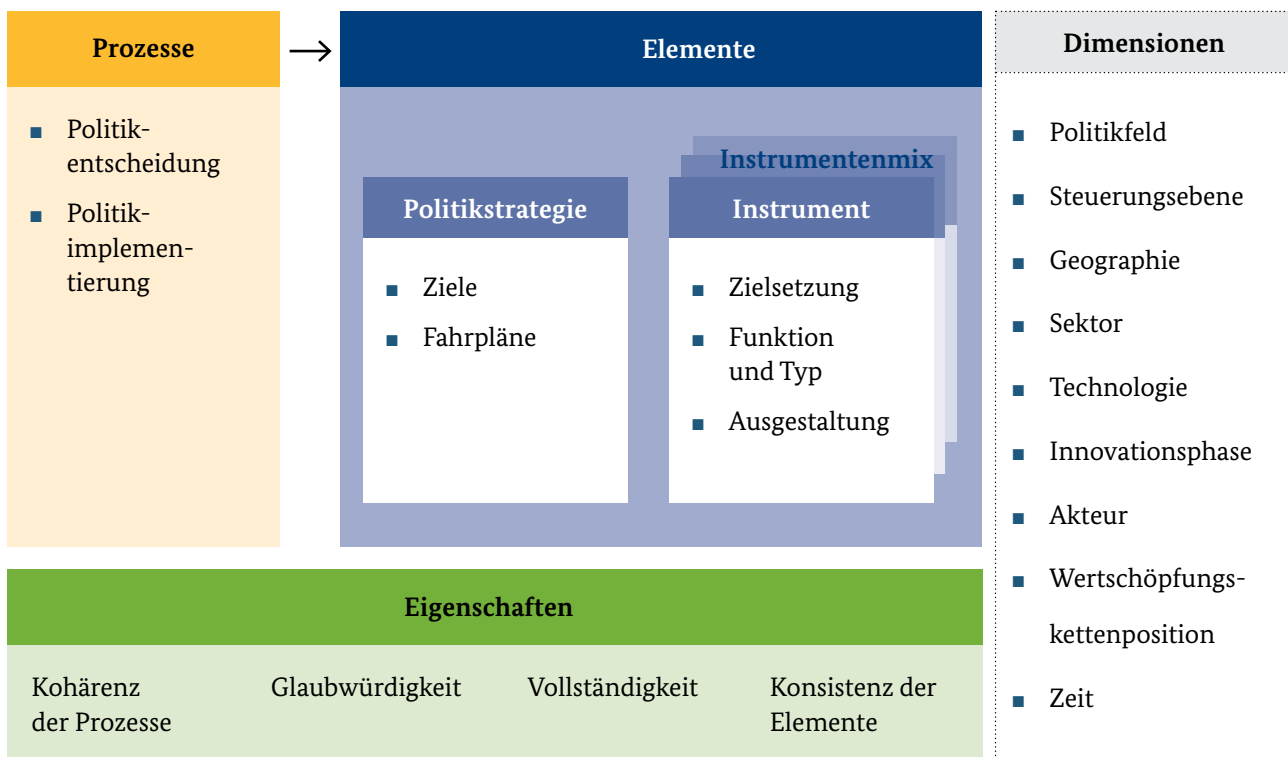 Prozesse
Politik-
entscheidung
Politik-
implemen-
tierung
Elemente
Politikstrategie
Ziele
Fahrpläne
Instrumentenmix
Instrument
Zielsetzung
Funktion
und Typ
Ausgestaltung
Eigenschaften
Kohärenz
der Prozesse
Glaubwürdigkeit
Vollständigkeit
Konsistenz der
Elemente
Dimensionen
Politikfeld
Steuerungsebene
Geographie
Sektor
Technologie
Innovationsphase
Akteur
Wertschöpfungs-
kettenposition
Zeit